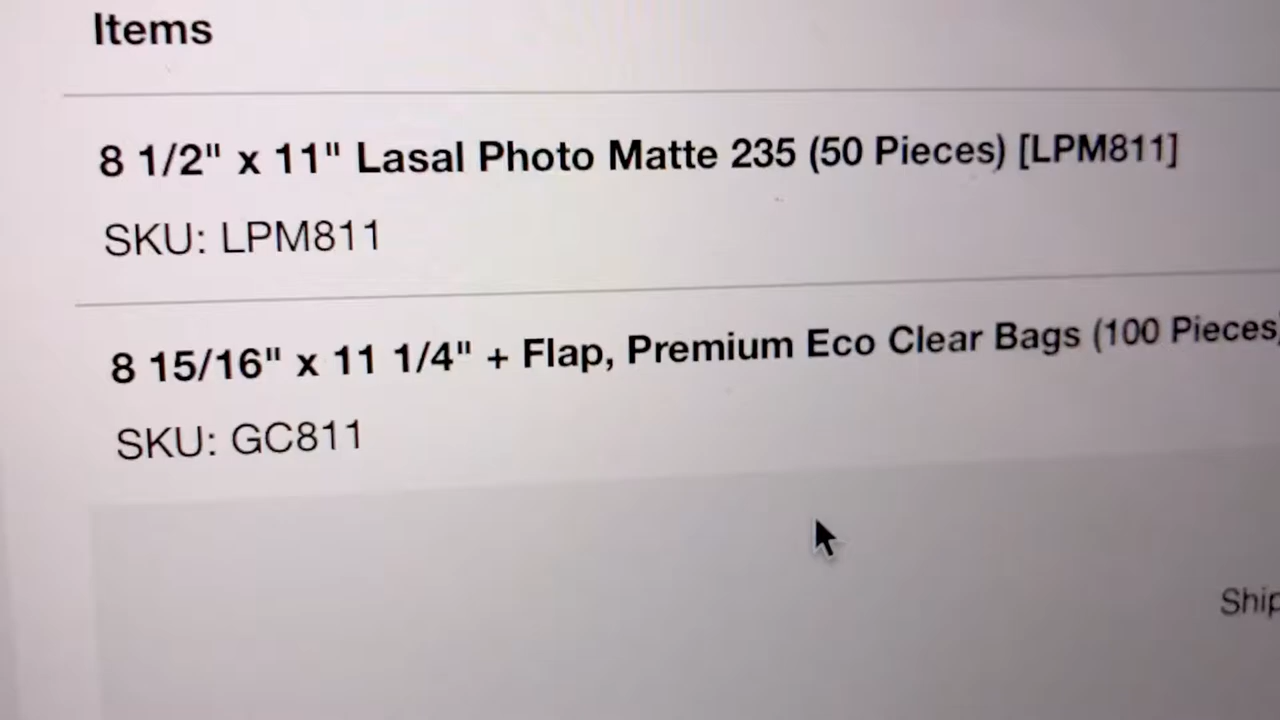 Items
8 1/2" x 11" Lasal Photo Matte 235 (50 Pieces) [LPM811]
SKU: LPM811
8 15/16" x 11 1/4" + Flap, Premium Eco Clear Bags (100 Pieces)
SKU: GC811
Ship